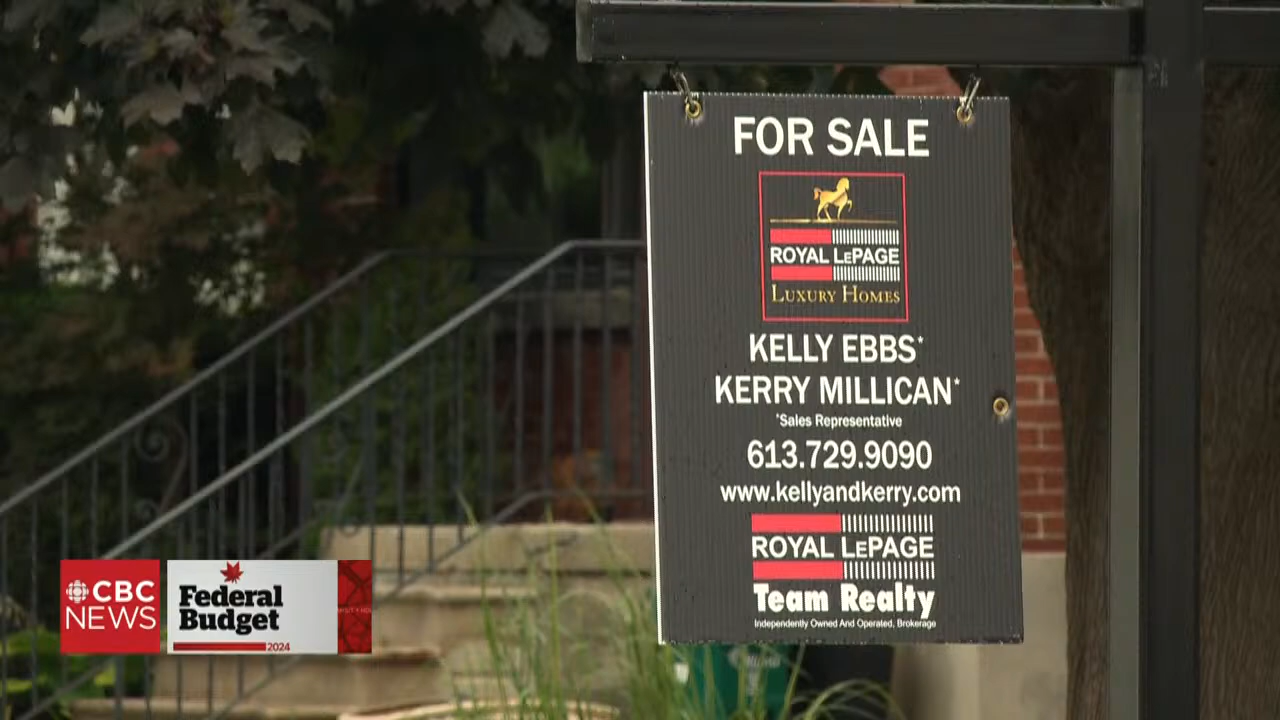 FOR SALE
ROYAL LEPAGE
LUXURY HOMES
KELLY EBBS*
KERRY MILLICAN*
*Sales Representative
613.729.9090
www.kellyandkerry.com
ROYAL LEPAGE
Team Realty
Independently Owned And Operated, Brokerage
CBC
NEWS
Federal
Budget
2024